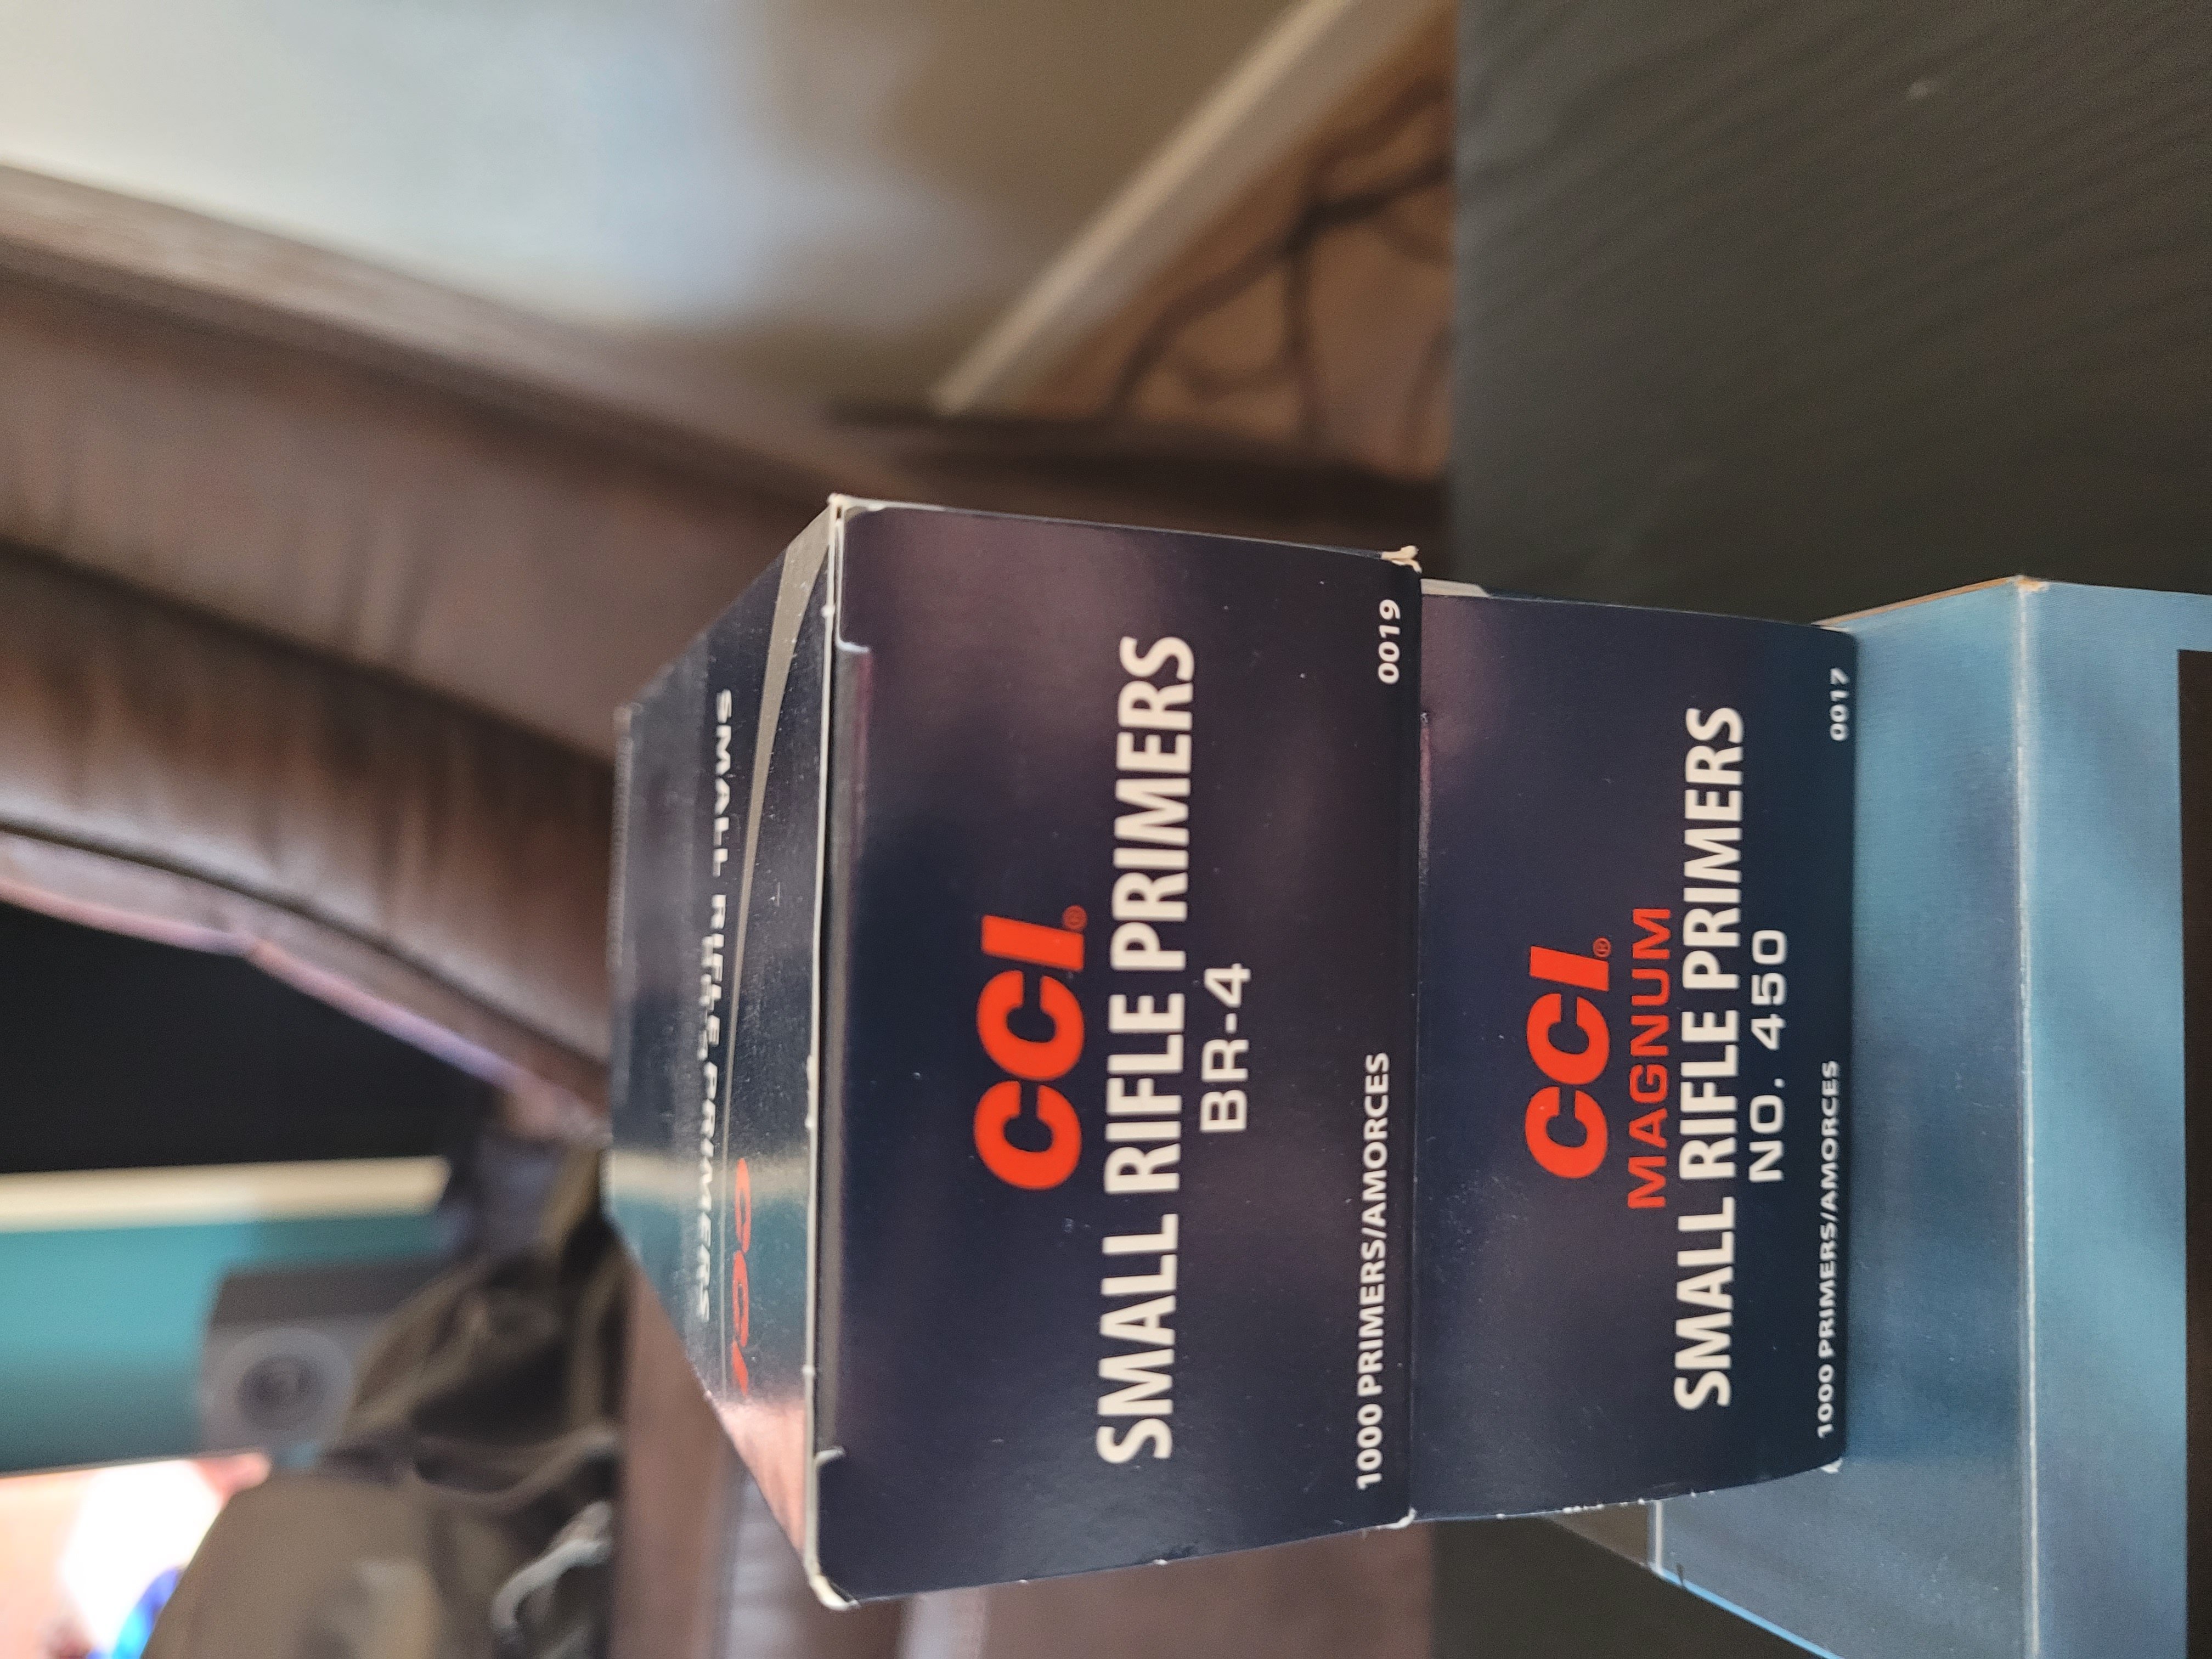 SMALL RIFLE PRIMERS
CCI
CCI®
SMALL RIFLE PRIMERS
BR-4
1000 PRIMERS/AMORCES 0019
CCI®
MAGNUM
SMALL RIFLE PRIMERS
NO. 450
1000 PRIMERS/AMORCES 0017